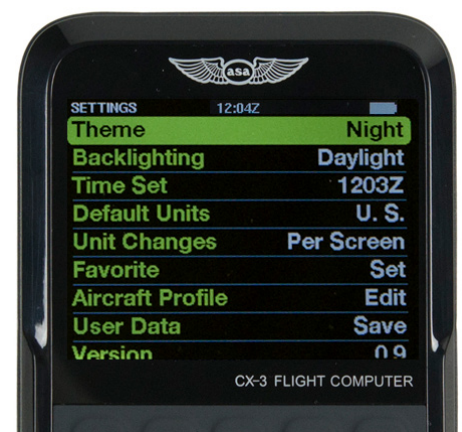 asa
SETTINGS 12:04Z
Theme Night
Backlighting Daylight
Time Set 1203Z
Default Units U. S.
Unit Changes Per Screen
Favorite Set
Aircraft Profile Edit
User Data Save
Version 0.9
CX-3 FLIGHT COMPUTER